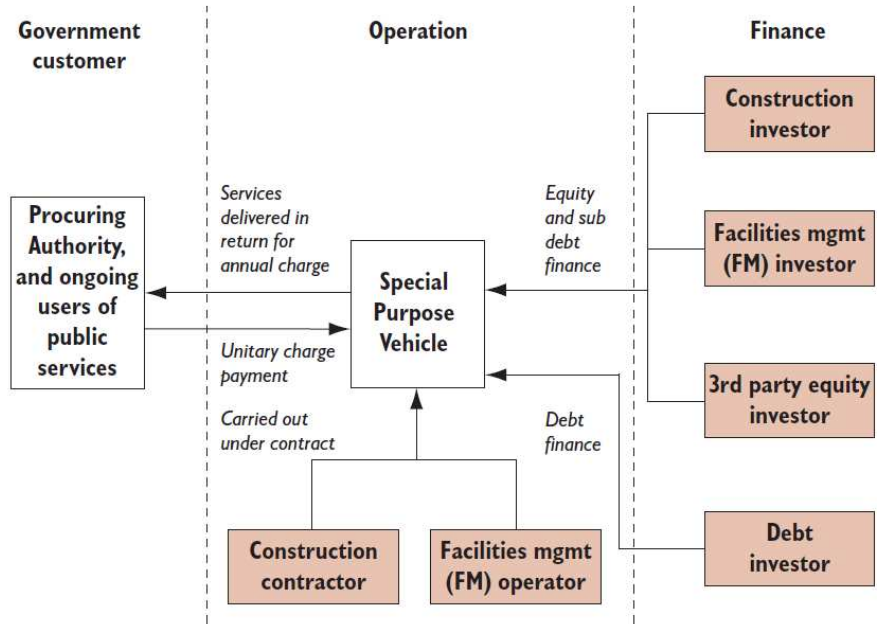 Government
customer
Operation
Finance
Construction
investor
Services
delivered in
return for
annual charge
Equity
and sub
debt
finance
Procuring
Authority,
and ongoing
users of
public
services
Special
Purpose
Vehicle
Facilities mgmt
(FM) investor
Unitary charge
payment
Carried out
under contract
Debt
finance
3rd party equity
investor
Construction
contractor
Facilities mgmt
(FM) operator
Debt
investor